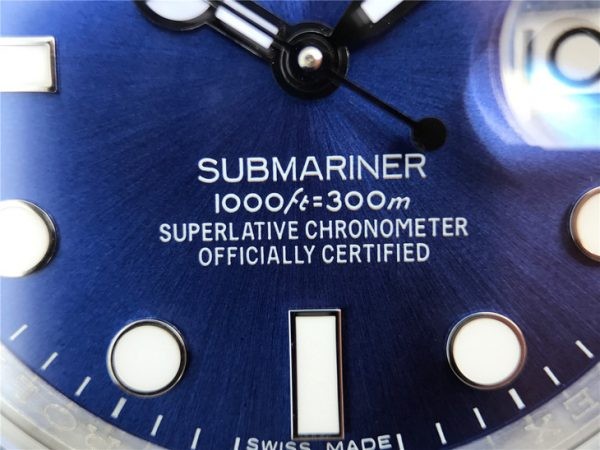 SUBMARINER
1000ft=300m
SUPERLATIVE CHRONOMETER
OFFICIALLY CERTIFIED
SWISS MADE